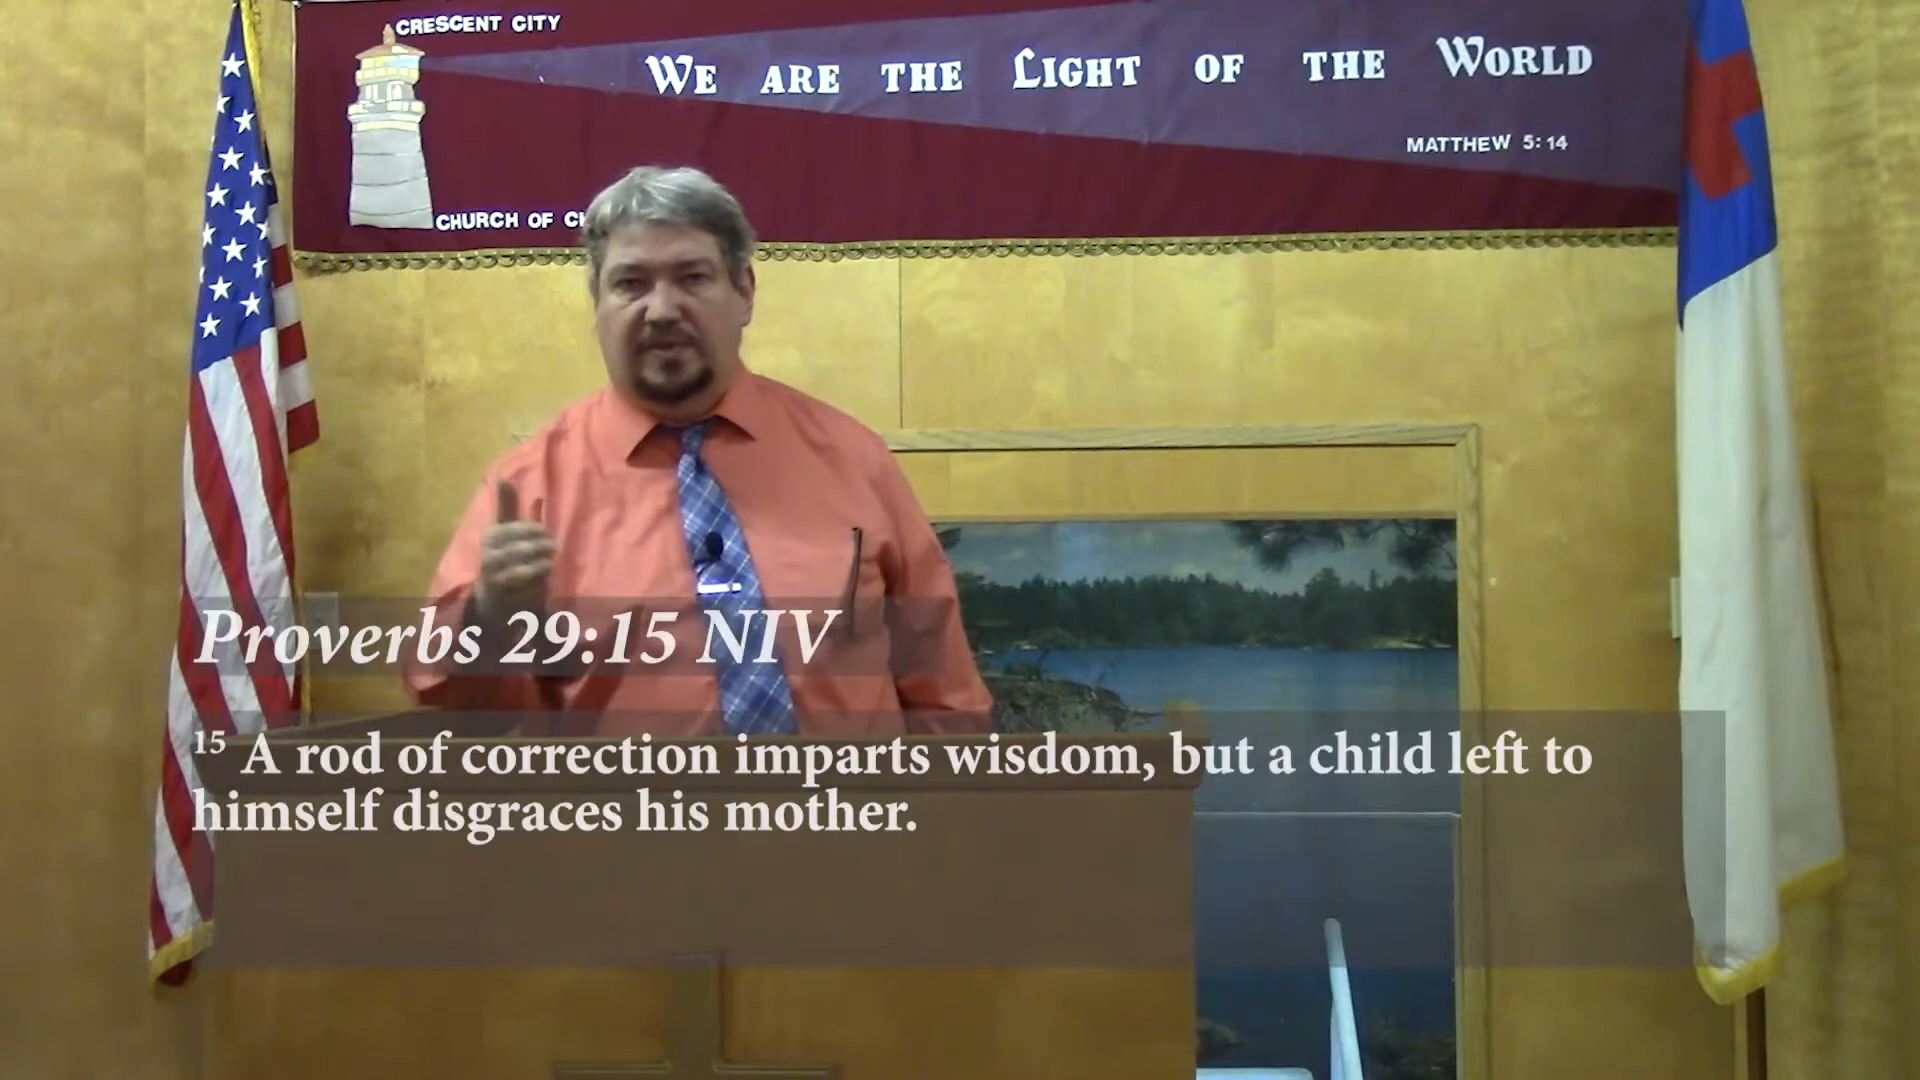 CRESCENT CITY
WE ARE THE LIGHT OF THE WORLD
MATTHEW 5:14
CHURCH OF CH
Proverbs 29:15 NIV
15 A rod of correction imparts wisdom, but a child left to
himself disgraces his mother.